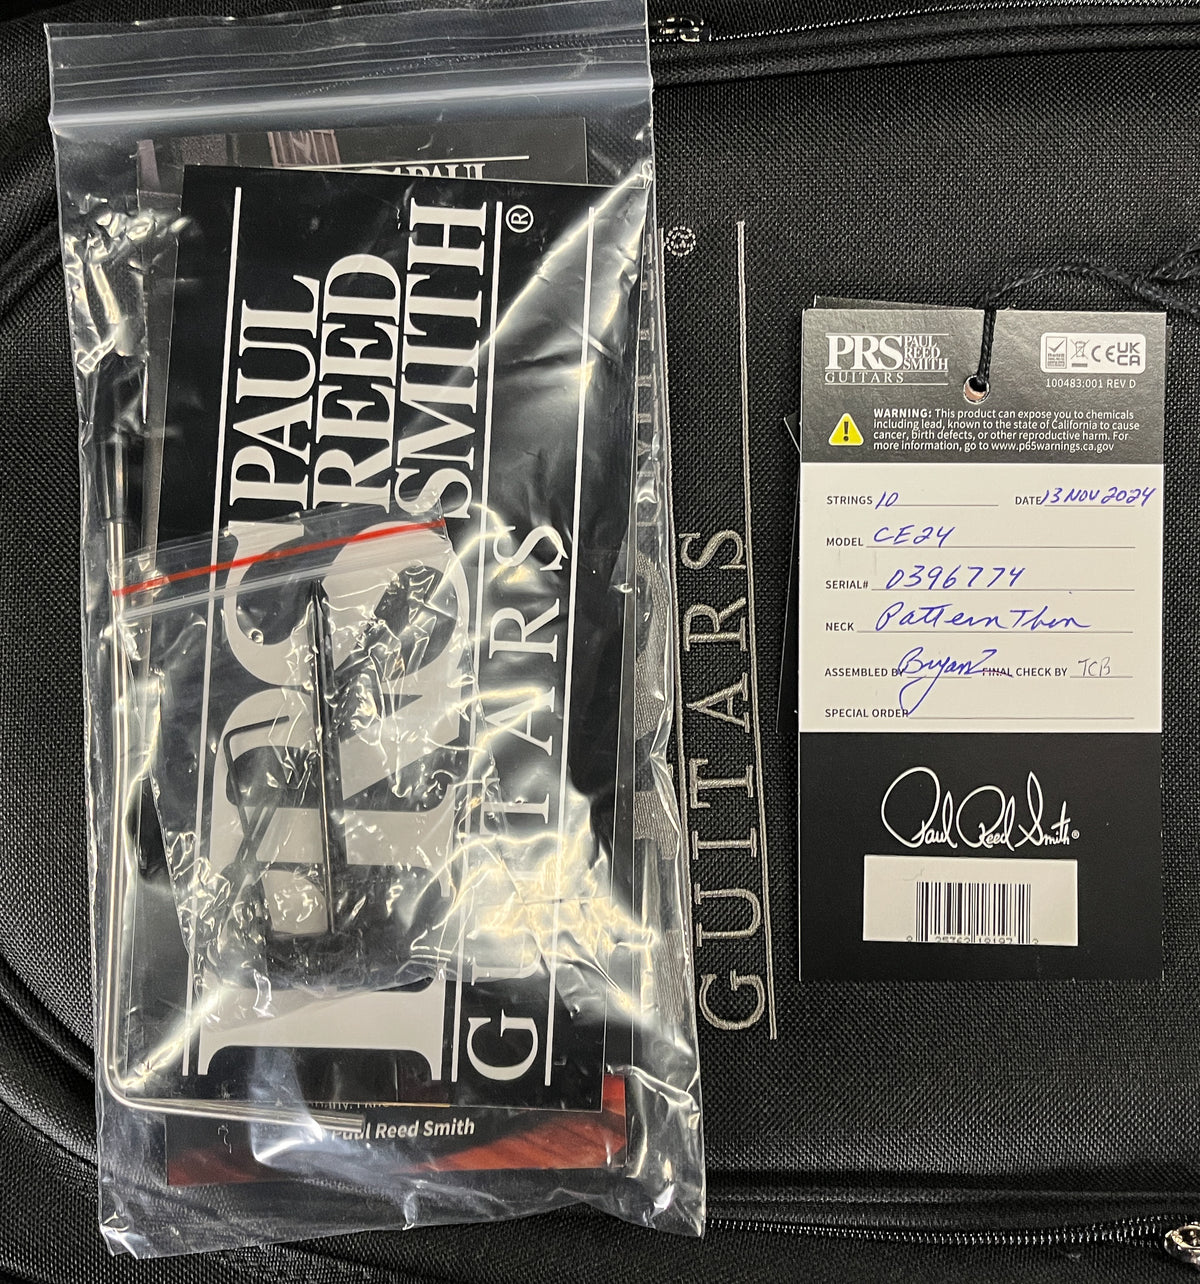 PAUL
PAUL
REED
SMITH®
PRS
GUITARS
Paul Reed Smith
®
GUITARS
PRS PAUL
REED
SMITH
GUITARS
CE UK
CA
100483:001 REV D
WARNING: This product can expose you to chemicals
including lead, known to the state of California to cause
cancer, birth defects, or other reproductive harm. For
more information, go to www.p65warnings.ca.gov
STRINGS 10 DATE 13 NOV 2024
MODEL CE24
SERIAL# 0396774
NECK Pattern Thin
ASSEMBLED BY Bryan FINAL CHECK BY TCB
SPECIAL ORDER
Paul Reed Smith®